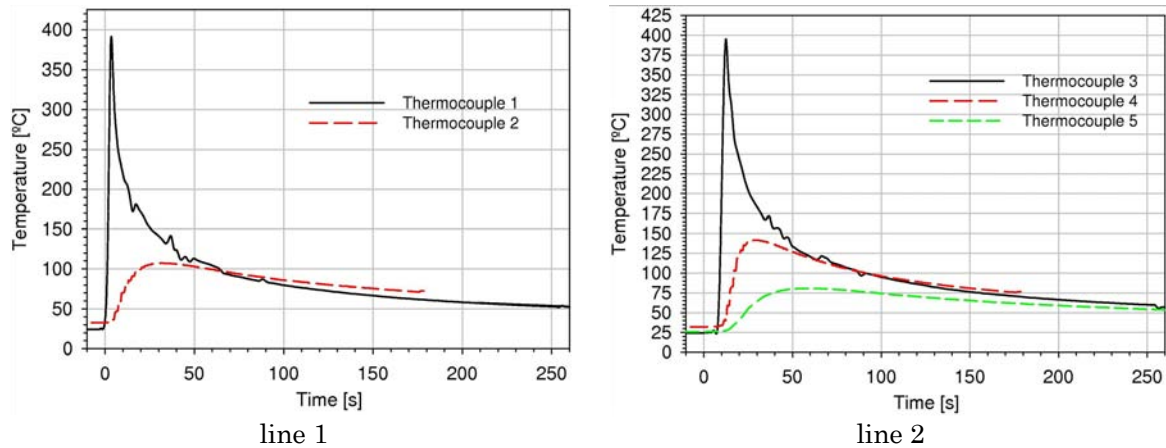 Temperature [ºC]
400
350
300
250
200
150
100
50
0
Thermocouple 1
Thermocouple 2
0 50 100 150 200 250
Time [s]
line 1
Temperature [ºC]
425
400
375
350
325
300
275
250
225
200
175
150
125
100
75
50
25
0
Thermocouple 3
Thermocouple 4
Thermocouple 5
0 50 100 150 200 250
Time [s]
line 2